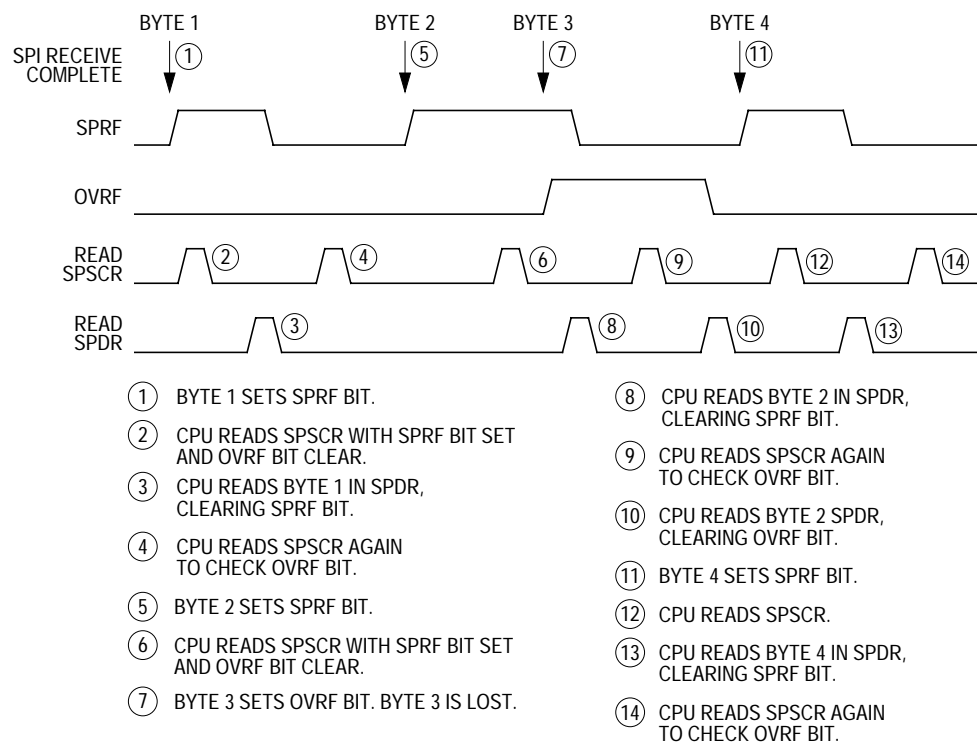 BYTE 1 BYTE 2 BYTE 3 BYTE 4
SPI RECEIVE
COMPLETE
1 5 7 11
SPRF
OVRF
READ
SPSCR
2 4 6 9 12 14
READ
SPDR
3 8 10 13
1 BYTE 1 SETS SPRF BIT.
2 CPU READS SPSCR WITH SPRF BIT SET
AND OVRF BIT CLEAR.
3 CPU READS BYTE 1 IN SPDR,
CLEARING SPRF BIT.
4 CPU READS SPSCR AGAIN
TO CHECK OVRF BIT.
5 BYTE 2 SETS SPRF BIT.
6 CPU READS SPSCR WITH SPRF BIT SET
AND OVRF BIT CLEAR.
7 BYTE 3 SETS OVRF BIT. BYTE 3 IS LOST.
8 CPU READS BYTE 2 IN SPDR,
CLEARING SPRF BIT.
9 CPU READS SPSCR AGAIN
TO CHECK OVRF BIT.
10 CPU READS BYTE 2 SPDR,
CLEARING OVRF BIT.
11 BYTE 4 SETS SPRF BIT.
12 CPU READS SPSCR.
13 CPU READS BYTE 4 IN SPDR,
CLEARING SPRF BIT.
14 CPU READS SPSCR AGAIN
TO CHECK OVRF BIT.